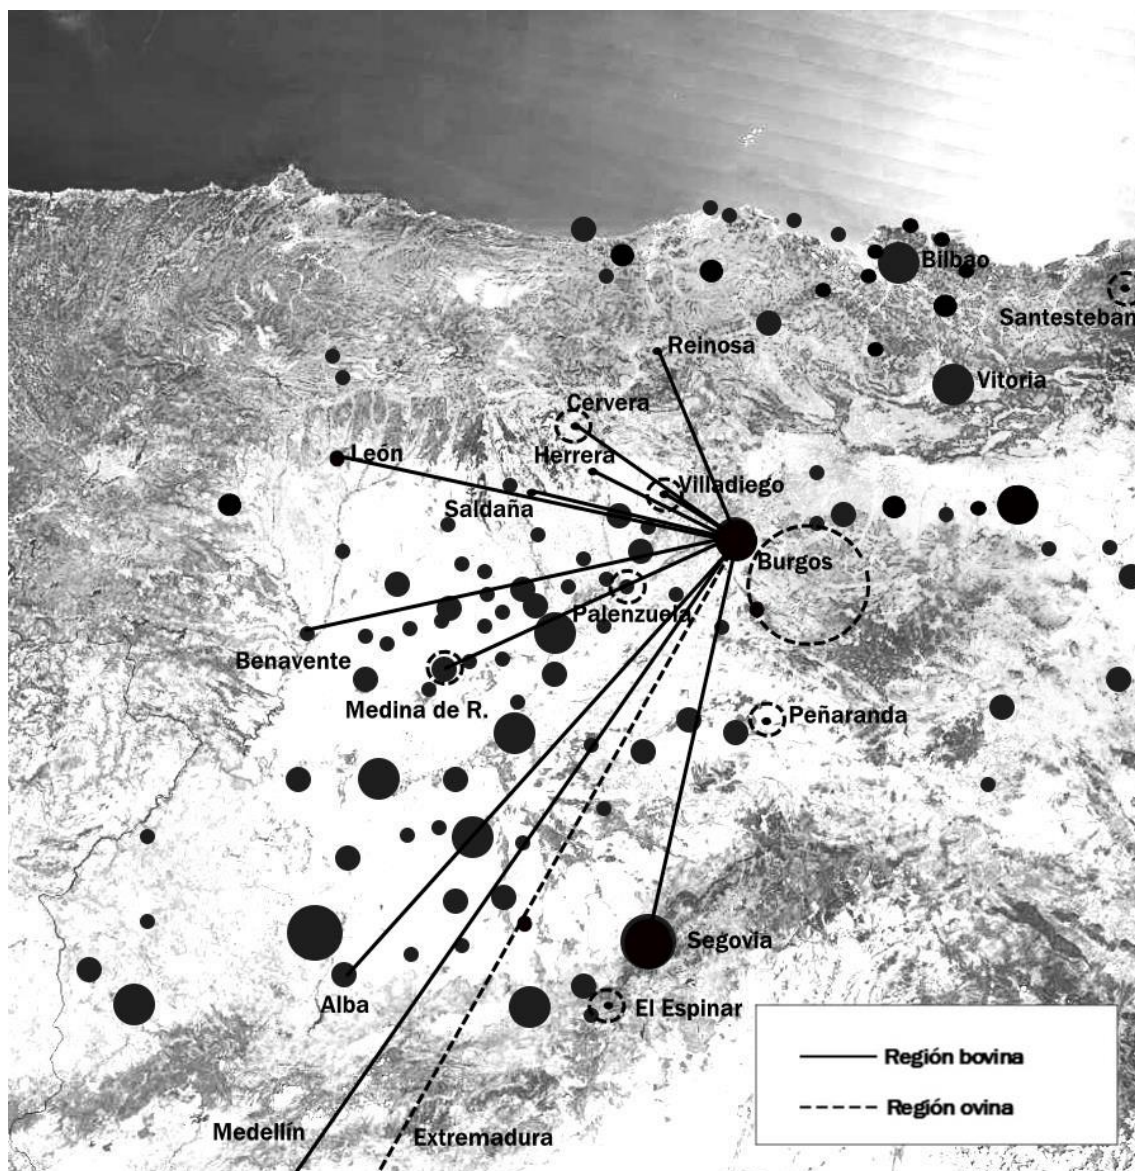 Bilbao
Santesteban
Reinosa
Vitoria
Cervera
León
Herrera
Villadiego
Saldaña
Burgos
Palenzuela
Benavente
Medina de R.
Peñaranda
Segovia
Alba
El Espinar
Región bovina
Región ovina
Medellín
Extremadura